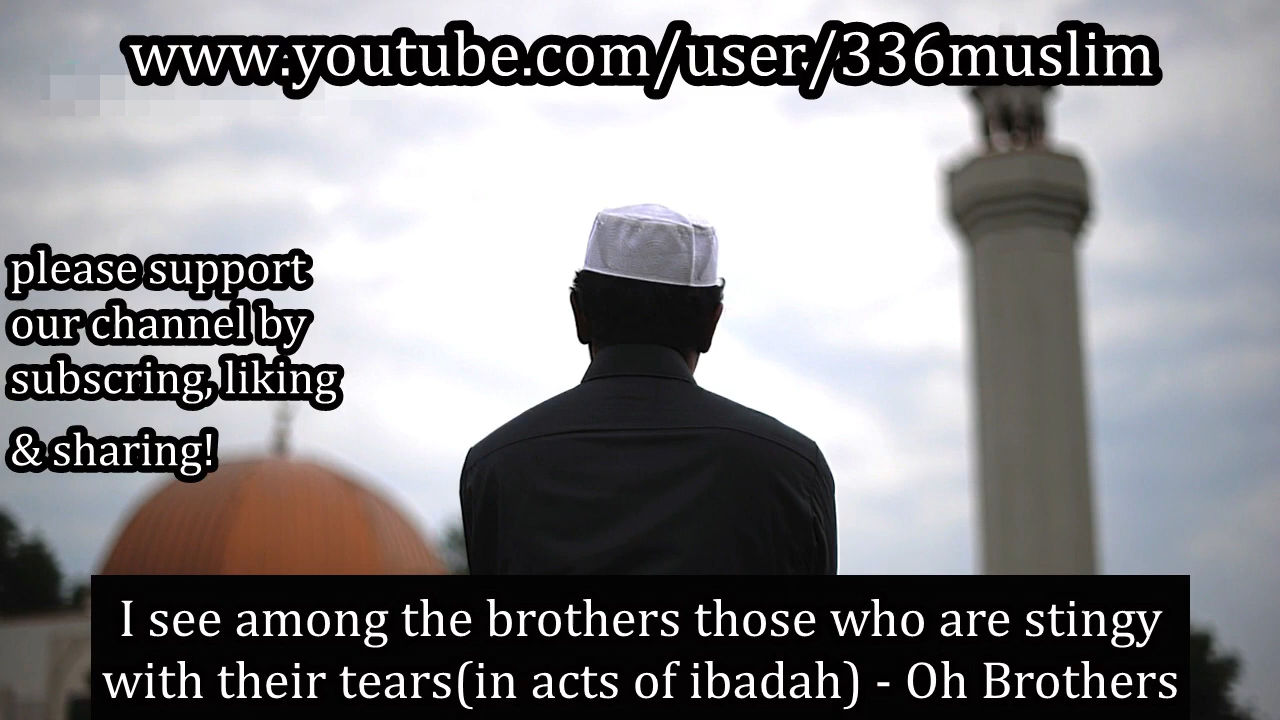 www.youtube.com/user/336muslim
please support
our channel by
subscring, liking
& sharing!
I see among the brothers those who are stingy
with their tears(in acts of ibadah) - Oh Brothers